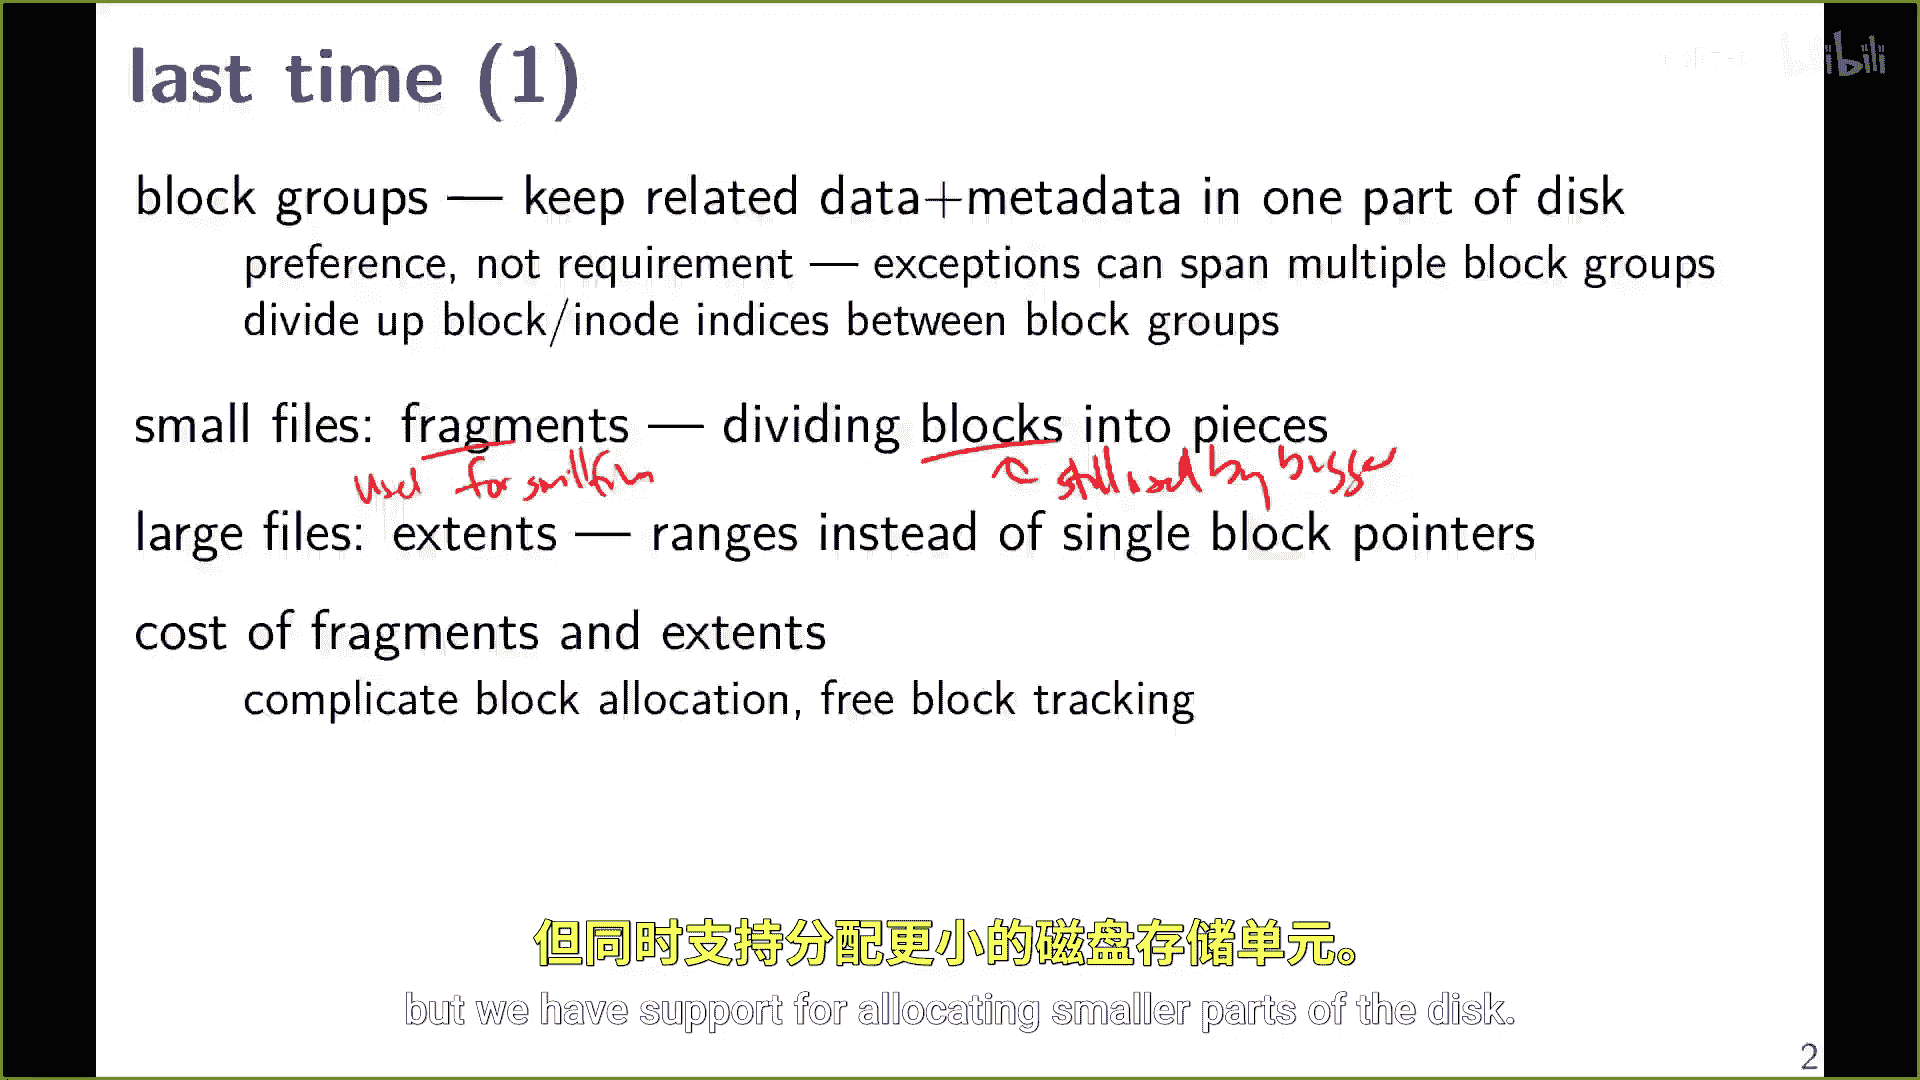 last time (1)
bilibili
block groups — keep related data+metadata in one part of disk
preference, not requirement — exceptions can span multiple block groups
divide up block/inode indices between block groups
small files: fragments — dividing blocks into pieces
used for small files
still used by bigger
large files: extents — ranges instead of single block pointers
cost of fragments and extents
complicate block allocation, free block tracking
但同时支持分配更小的磁盘存储单元。
but we have support for allocating smaller parts of the disk.
2